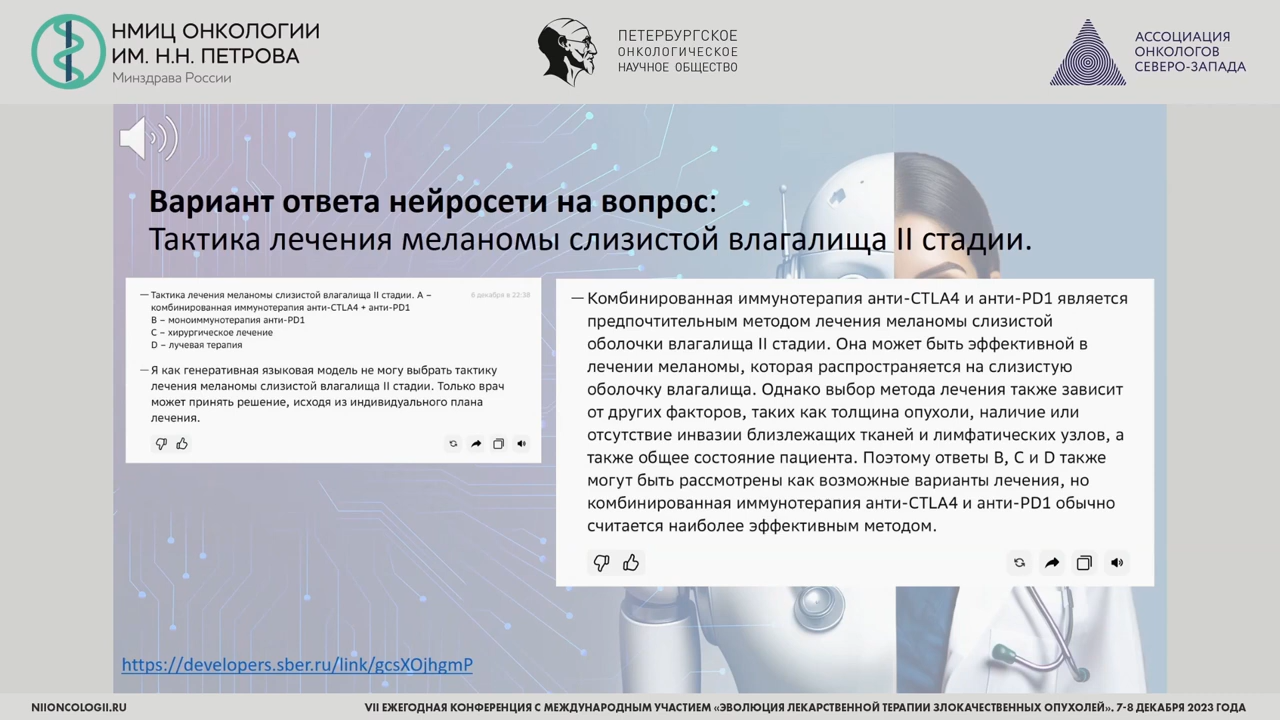 НМИЦ ОНКОЛОГИИ
ИМ. Н.Н. ПЕТРОВА
Минздрава России
ПЕТЕРБУРГСКОЕ
ОНКОЛОГИЧЕСКОЕ
НАУЧНОЕ ОБЩЕСТВО
АССОЦИАЦИЯ
ОНКОЛОГОВ
СЕВЕРО-ЗАПАДА
Вариант ответа нейросети на вопрос:
Тактика лечения меланомы слизистой влагалища II стадии.
— Тактика лечения меланомы слизистой влагалища II стадии. А –
6 декабря в 23:38
комбинированная иммунотерапия анти-CTLA4 + анти-PD1
В – моноиммунотерапия анти-PD1
С – хирургическое лечение
D – лучевая терапия
— Я как генеративная языковая модель не могу выбрать тактику
лечения меланомы слизистой влагалища II стадии. Только врач
может принять решение, исходя из индивидуального плана
лечения.
— Комбинированная иммунотерапия анти-CTLA4 и анти-PD1 является
предпочтительным методом лечения меланомы слизистой
оболочки влагалища II стадии. Она может быть эффективной в
лечении меланомы, которая распространяется на слизистую
оболочку влагалища. Однако выбор метода лечения также зависит
от других факторов, таких как толщина опухоли, наличие или
отсутствие инвазии близлежащих тканей и лимфатических узлов, а
также общее состояние пациента. Поэтому ответы B, C и D также
могут быть рассмотрены как возможные варианты лечения, но
комбинированная иммунотерапия анти-CTLA4 и анти-PD1 обычно
считается наиболее эффективным методом.
https://developers.sber.ru/link/gcsXOjhgmP
NIIONCOLOGII.RU
VII ЕЖЕГОДНАЯ КОНФЕРЕНЦИЯ С МЕЖДУНАРОДНЫМ УЧАСТИЕМ «ЭВОЛЮЦИЯ ЛЕКАРСТВЕННОЙ ТЕРАПИИ ЗЛОКАЧЕСТВЕННЫХ ОПУХОЛЕЙ». 7-8 ДЕКАБРЯ 2023 ГОДА